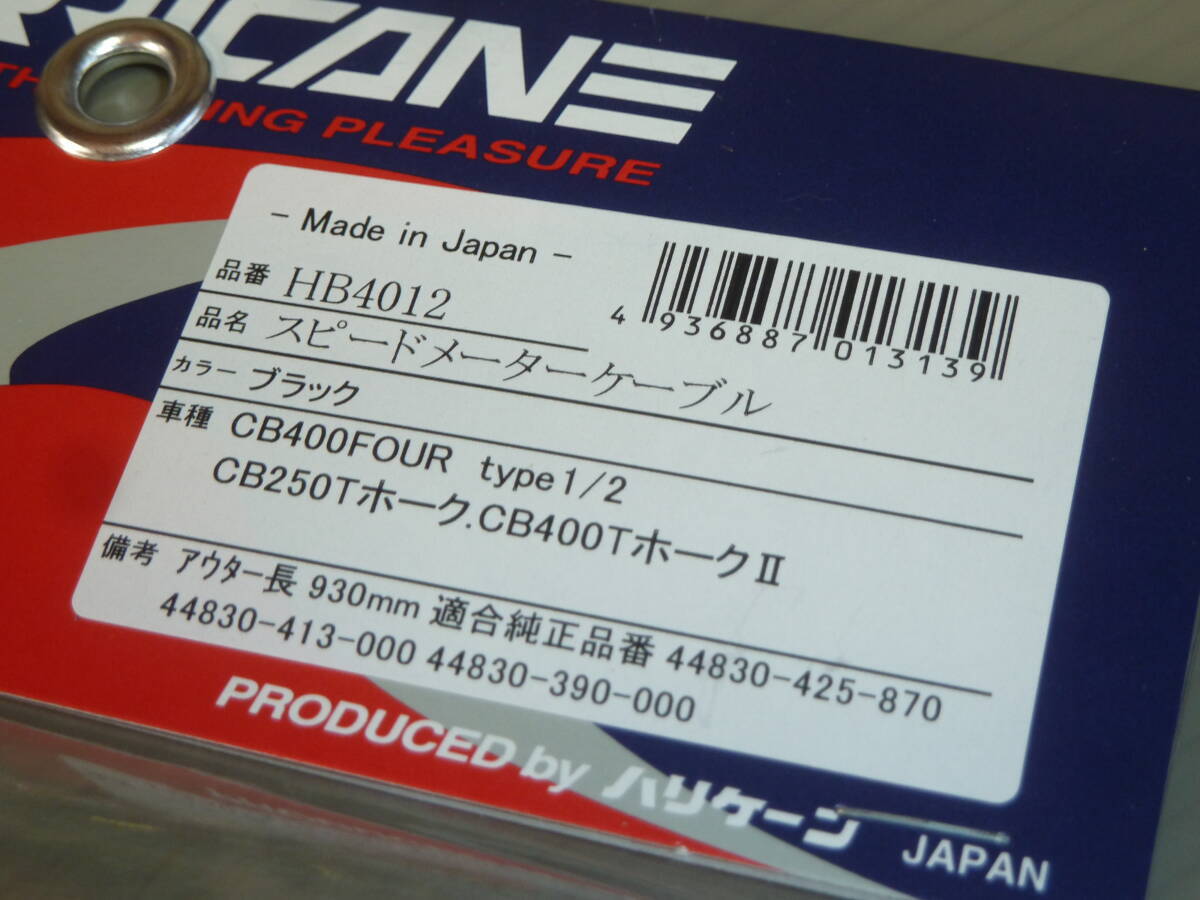 RICANE
ING PLEASURE
- Made in Japan -
品番 HB4012
4 936887 013139
品名 スピードメーターケーブル
カラー ブラック
車種 CB400FOUR type1/2
CB250Tホーク.CB400TホークⅡ
備考 アウター長 930mm 適合純正品番 44830-425-870
44830-413-000 44830-390-000
PRODUCED by ハリケーン
JAPAN